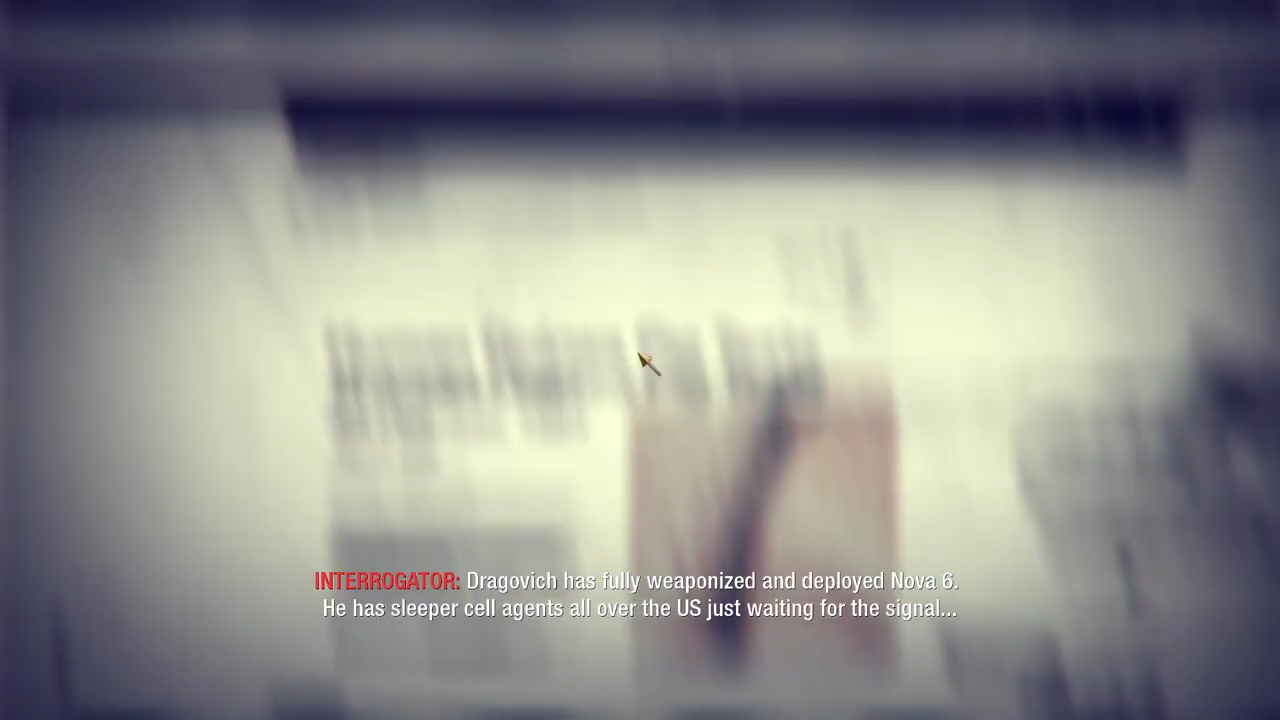 INTERROGATOR: Dragovich has fully weaponized and deployed Nova 6.
He has sleeper cell agents all over the US just waiting for the signal...